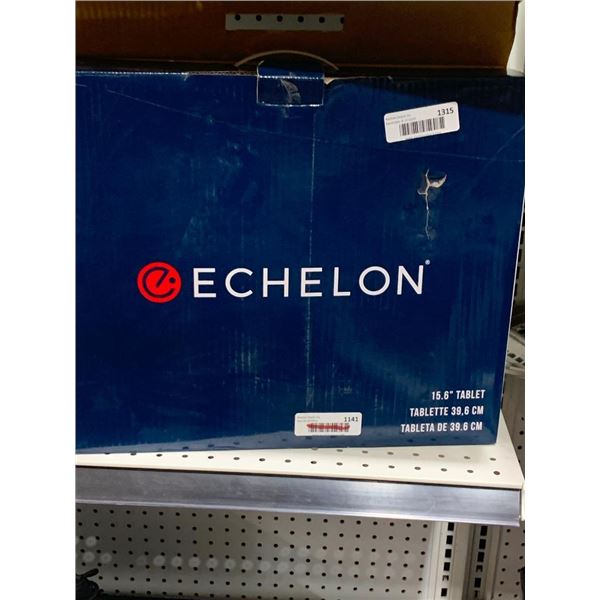 1315
ECHELON®
15.6" TABLET
TABLETTE 39,6 CM
TABLETA DE 39.6 CM
1141